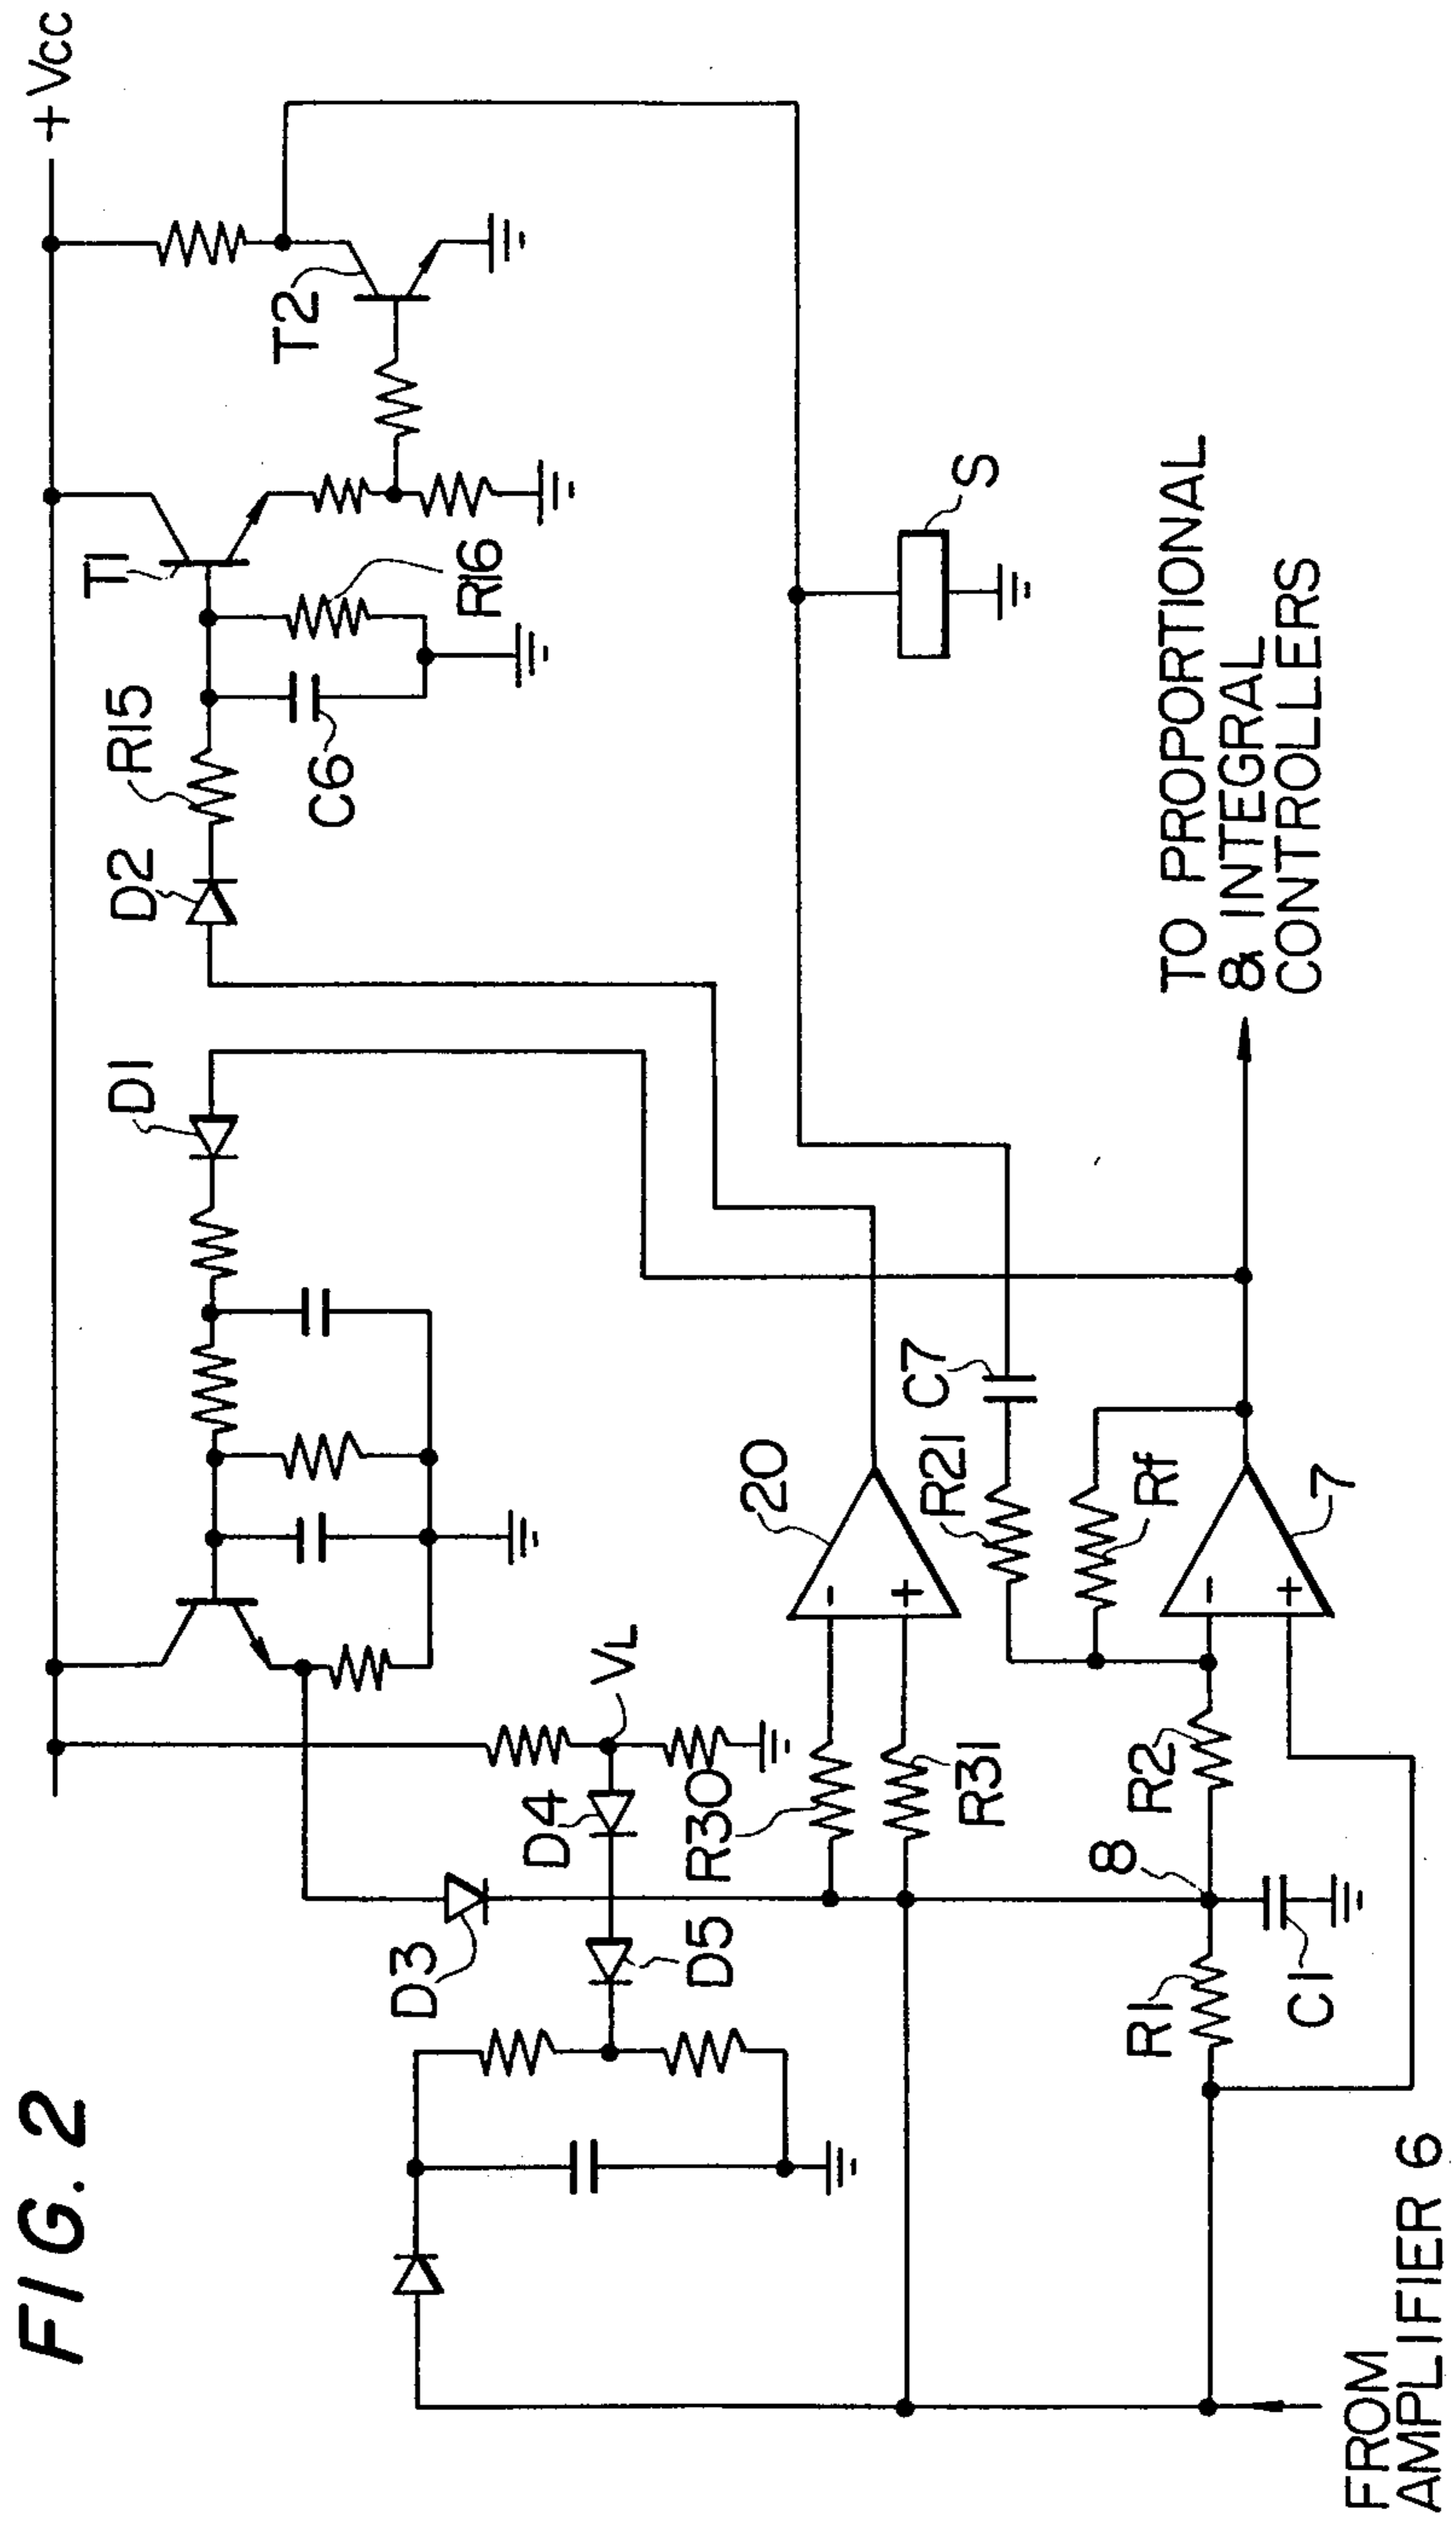 FIG. 2
+Vcc
D1
D2
R15
T1
T2
C6
R16
D3
D4
VL
D5
R30
R31
20
C7
R21
Rf
S
7
8
R1
R2
C1
FROM
AMPLIFIER 6
TO PROPORTIONAL
& INTEGRAL
CONTROLLERS
-
+
-
+